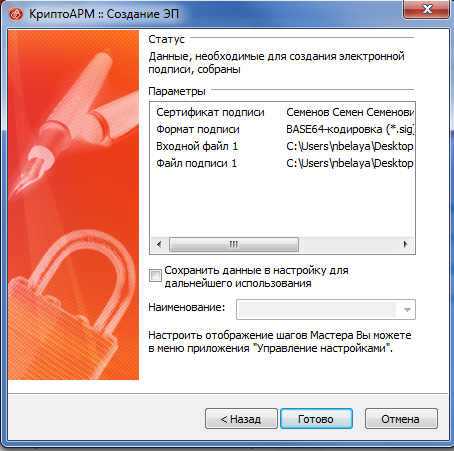 КриптоАРМ :: Создание ЭП
Статус
Данные, необходимые для создания электронной
подписи, собраны
Параметры
Сертификат подписи Семенов Семен Семенови
Формат подписи BASE64-кодировка (*.sig)
Входной файл 1 C:\Users\nbelaya\Desktop
Файл подписи 1 C:\Users\nbelaya\Desktop
Сохранить данные в настройку для
дальнейшего использования
Наименование:
Настроить отображение шагов Мастера Вы можете
в меню приложения "Управление настройками".
< Назад Готово Отмена